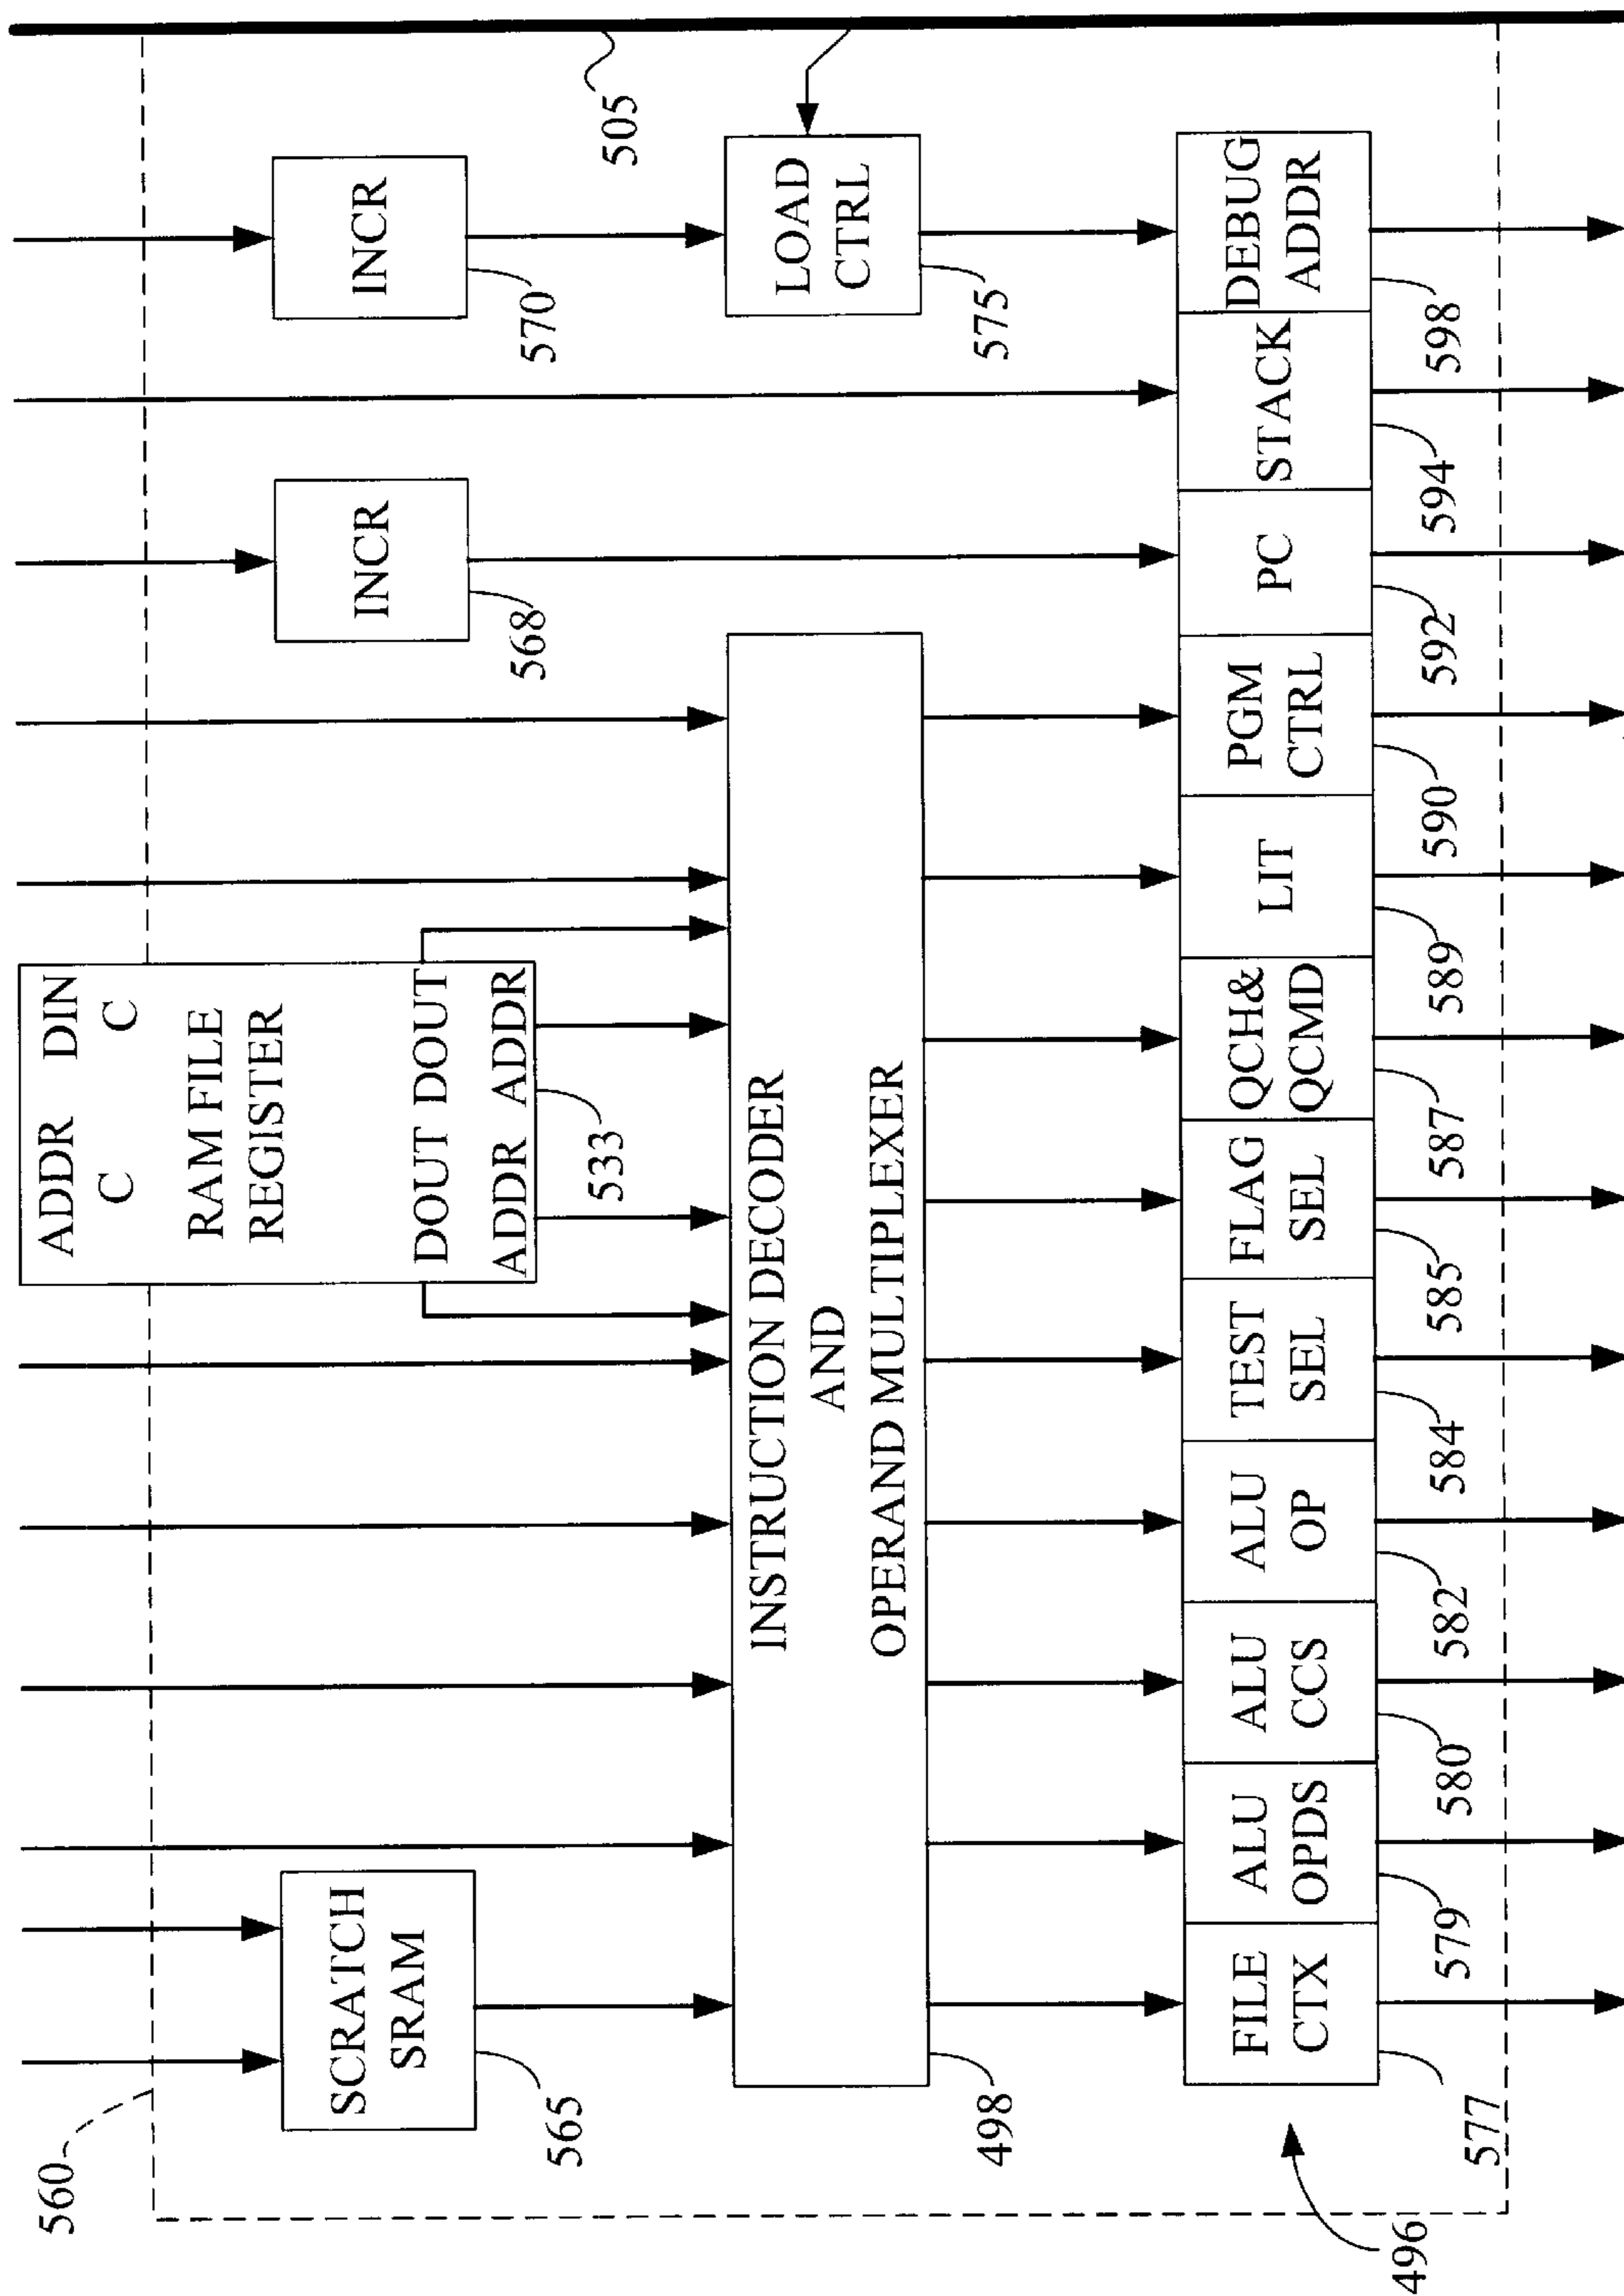 560
505
ADDR DIN
C C
RAM FILE
REGISTER
DOUT DOUT
ADDR ADDR
533
SCRATCH
SRAM
565
INCR
568
INCR
570
INSTRUCTION DECODER
AND
OPERAND MULTIPLEXER
498
LOAD
CTRL
575
496
FILE
CTX
577
ALU
OPDS
579
ALU
CCS
580
ALU
OP
582
TEST
SEL
584
FLAG
SEL
585
QCH&
QCMD
587
LIT
589
PGM
CTRL
590
PC
592
STACK
594
DEBUG
ADDR
598